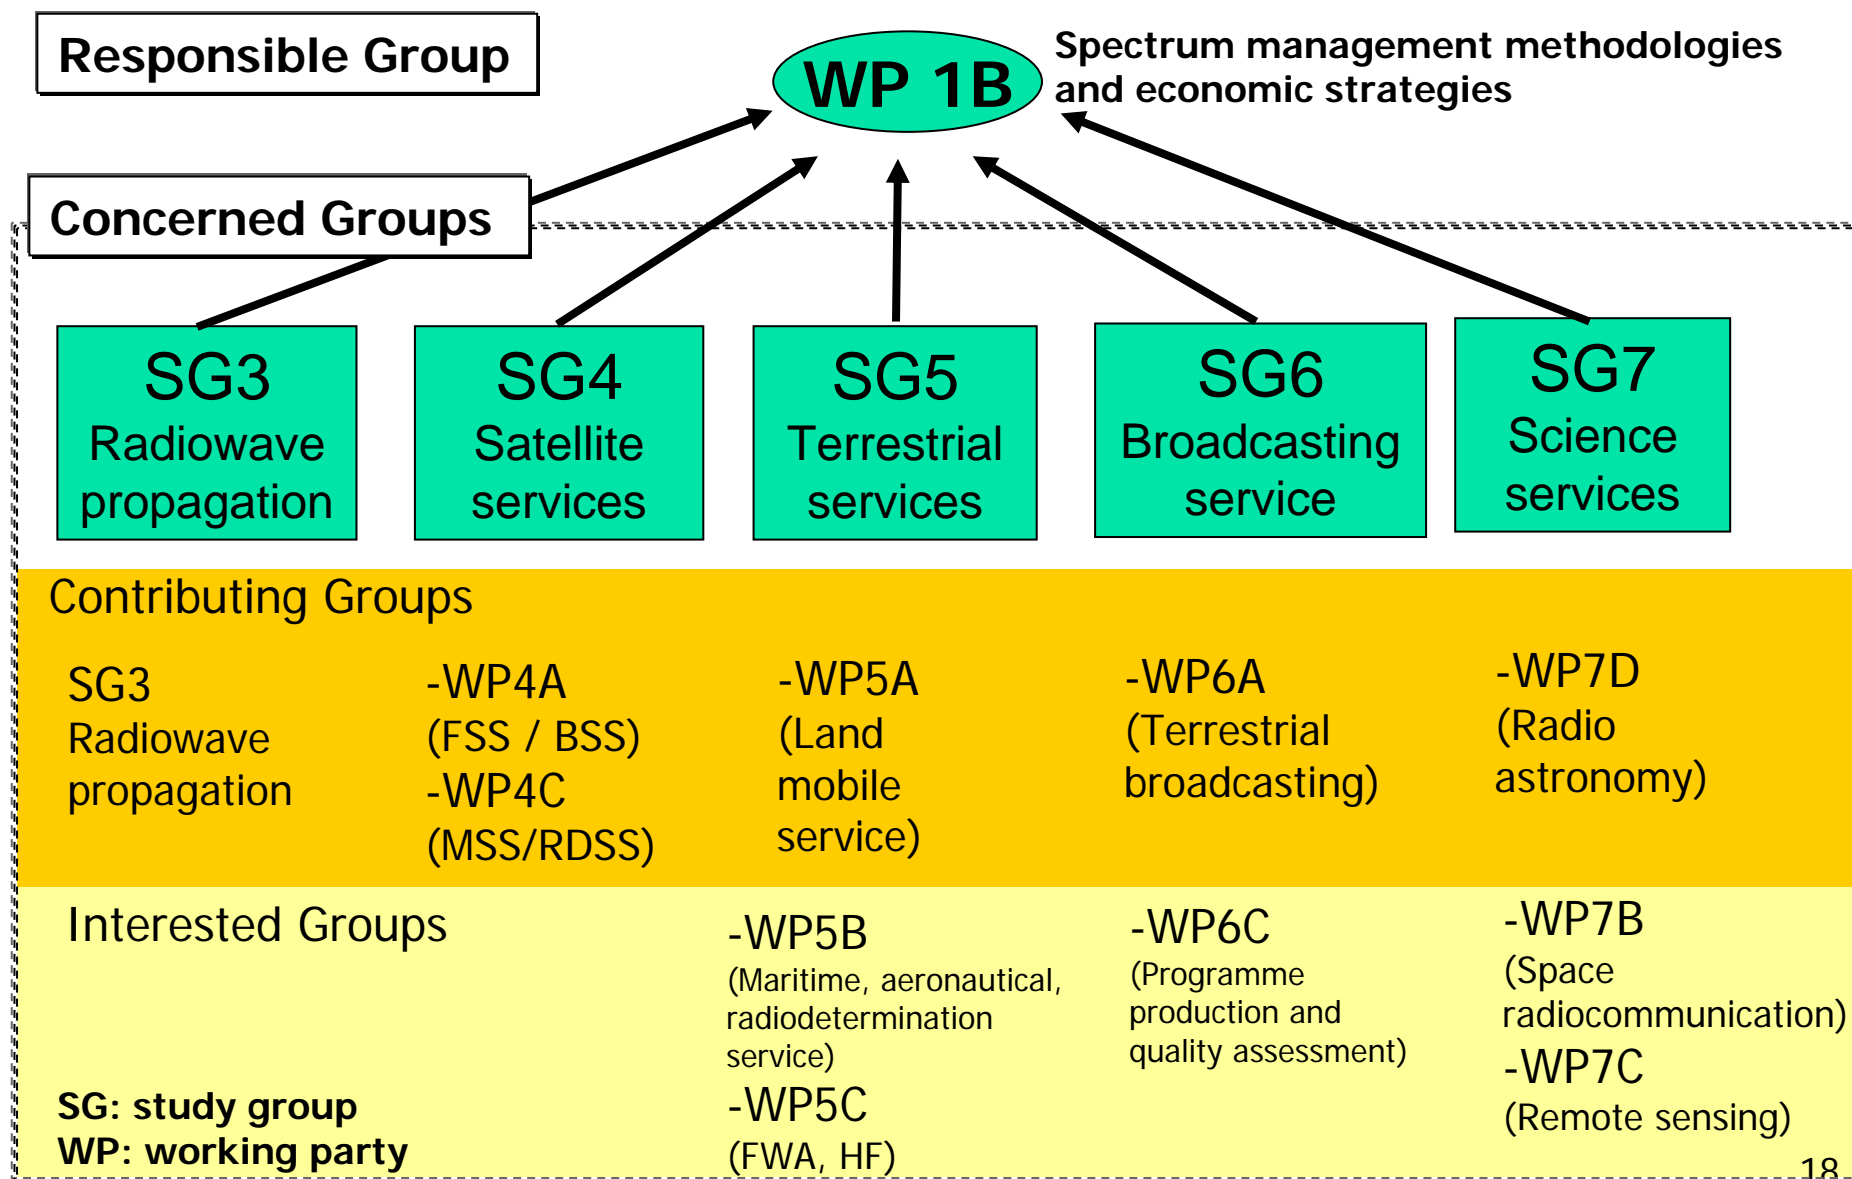 Responsible Group
WP 1B
Spectrum management methodologies
and economic strategies
Concerned Groups
SG3
Radiowave
propagation
SG4
Satellite
services
SG5
Terrestrial
services
SG6
Broadcasting
service
SG7
Science
services
Contributing Groups
SG3
Radiowave
propagation
-WP4A
(FSS / BSS)
-WP4C
(MSS/RDSS)
-WP5A
(Land
mobile
service)
-WP6A
(Terrestrial
broadcasting)
-WP7D
(Radio
astronomy)
Interested Groups
-WP5B
(Maritime, aeronautical,
radiodetermination
service)
-WP5C
(FWA, HF)
-WP6C
(Programme
production and
quality assessment)
-WP7B
(Space
radiocommunication)
-WP7C
(Remote sensing)
SG: study group
WP: working party
18